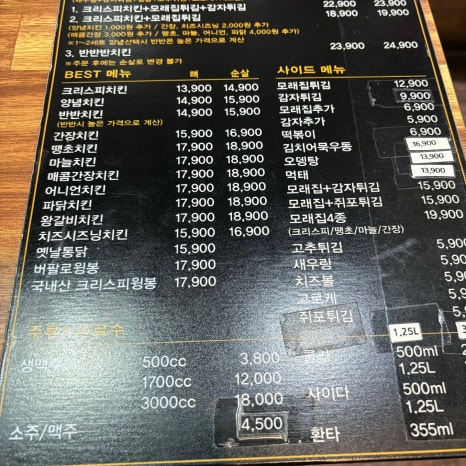 1. 크리스피치킨+모래집튀김+감자튀김 22,900 23,900
2. 크리스피치킨+모래집튀김 18,900 19,900
(양념치킨 1,000원 추가 / 간장, 치즈시즈닝 2,000원 추가
매콤간장 3,000원 추가 / 땡초, 마늘, 어니언, 파닭 4,000원 추가)
※1~2세트 양념선택시 반반은 높은 가격으로 계산
3. 반반반치킨 23,900 24,900
※ 주문 후에는 순살로 변경 불가
BEST 메뉴 뼈 순살
크리스피치킨 13,900 14,900
양념치킨 14,900 15,900
반반치킨 14,900 15,900
(반반시 높은 가격으로 계산)
간장치킨 15,900 16,900
땡초치킨 17,900 18,900
마늘치킨 17,900 18,900
매콤간장치킨 17,900 18,900
어니언치킨 17,900 18,900
파닭치킨 17,900 18,900
왕갈비치킨 17,900 18,900
치즈시즈닝치킨 15,900 16,900
옛날통닭 15,900
버팔로윙봉 17,900
국내산 크리스피윙봉 17,900
사이드 메뉴
모래집튀김 12,900
감자튀김 9,900
모래집추가 6,900
감자추가 5,900
떡볶이 6,900
김치어묵우동 16,900
오뎅탕 13,900
먹태 13,900
모래집+감자튀김 15,900
모래집+쥐포튀김 15,900
모래집4종 19,900
(크리스피/땡초/마늘/간장)
고추튀김 5,900
새우링 5,900
치즈볼
고로케
쥐포튀김
생맥주 500cc 3,800
1700cc 12,000
3000cc 18,000
소주/맥주 4,500
1.25L
500ml
1.25L
사이다 500ml
1.25L
환타 355ml